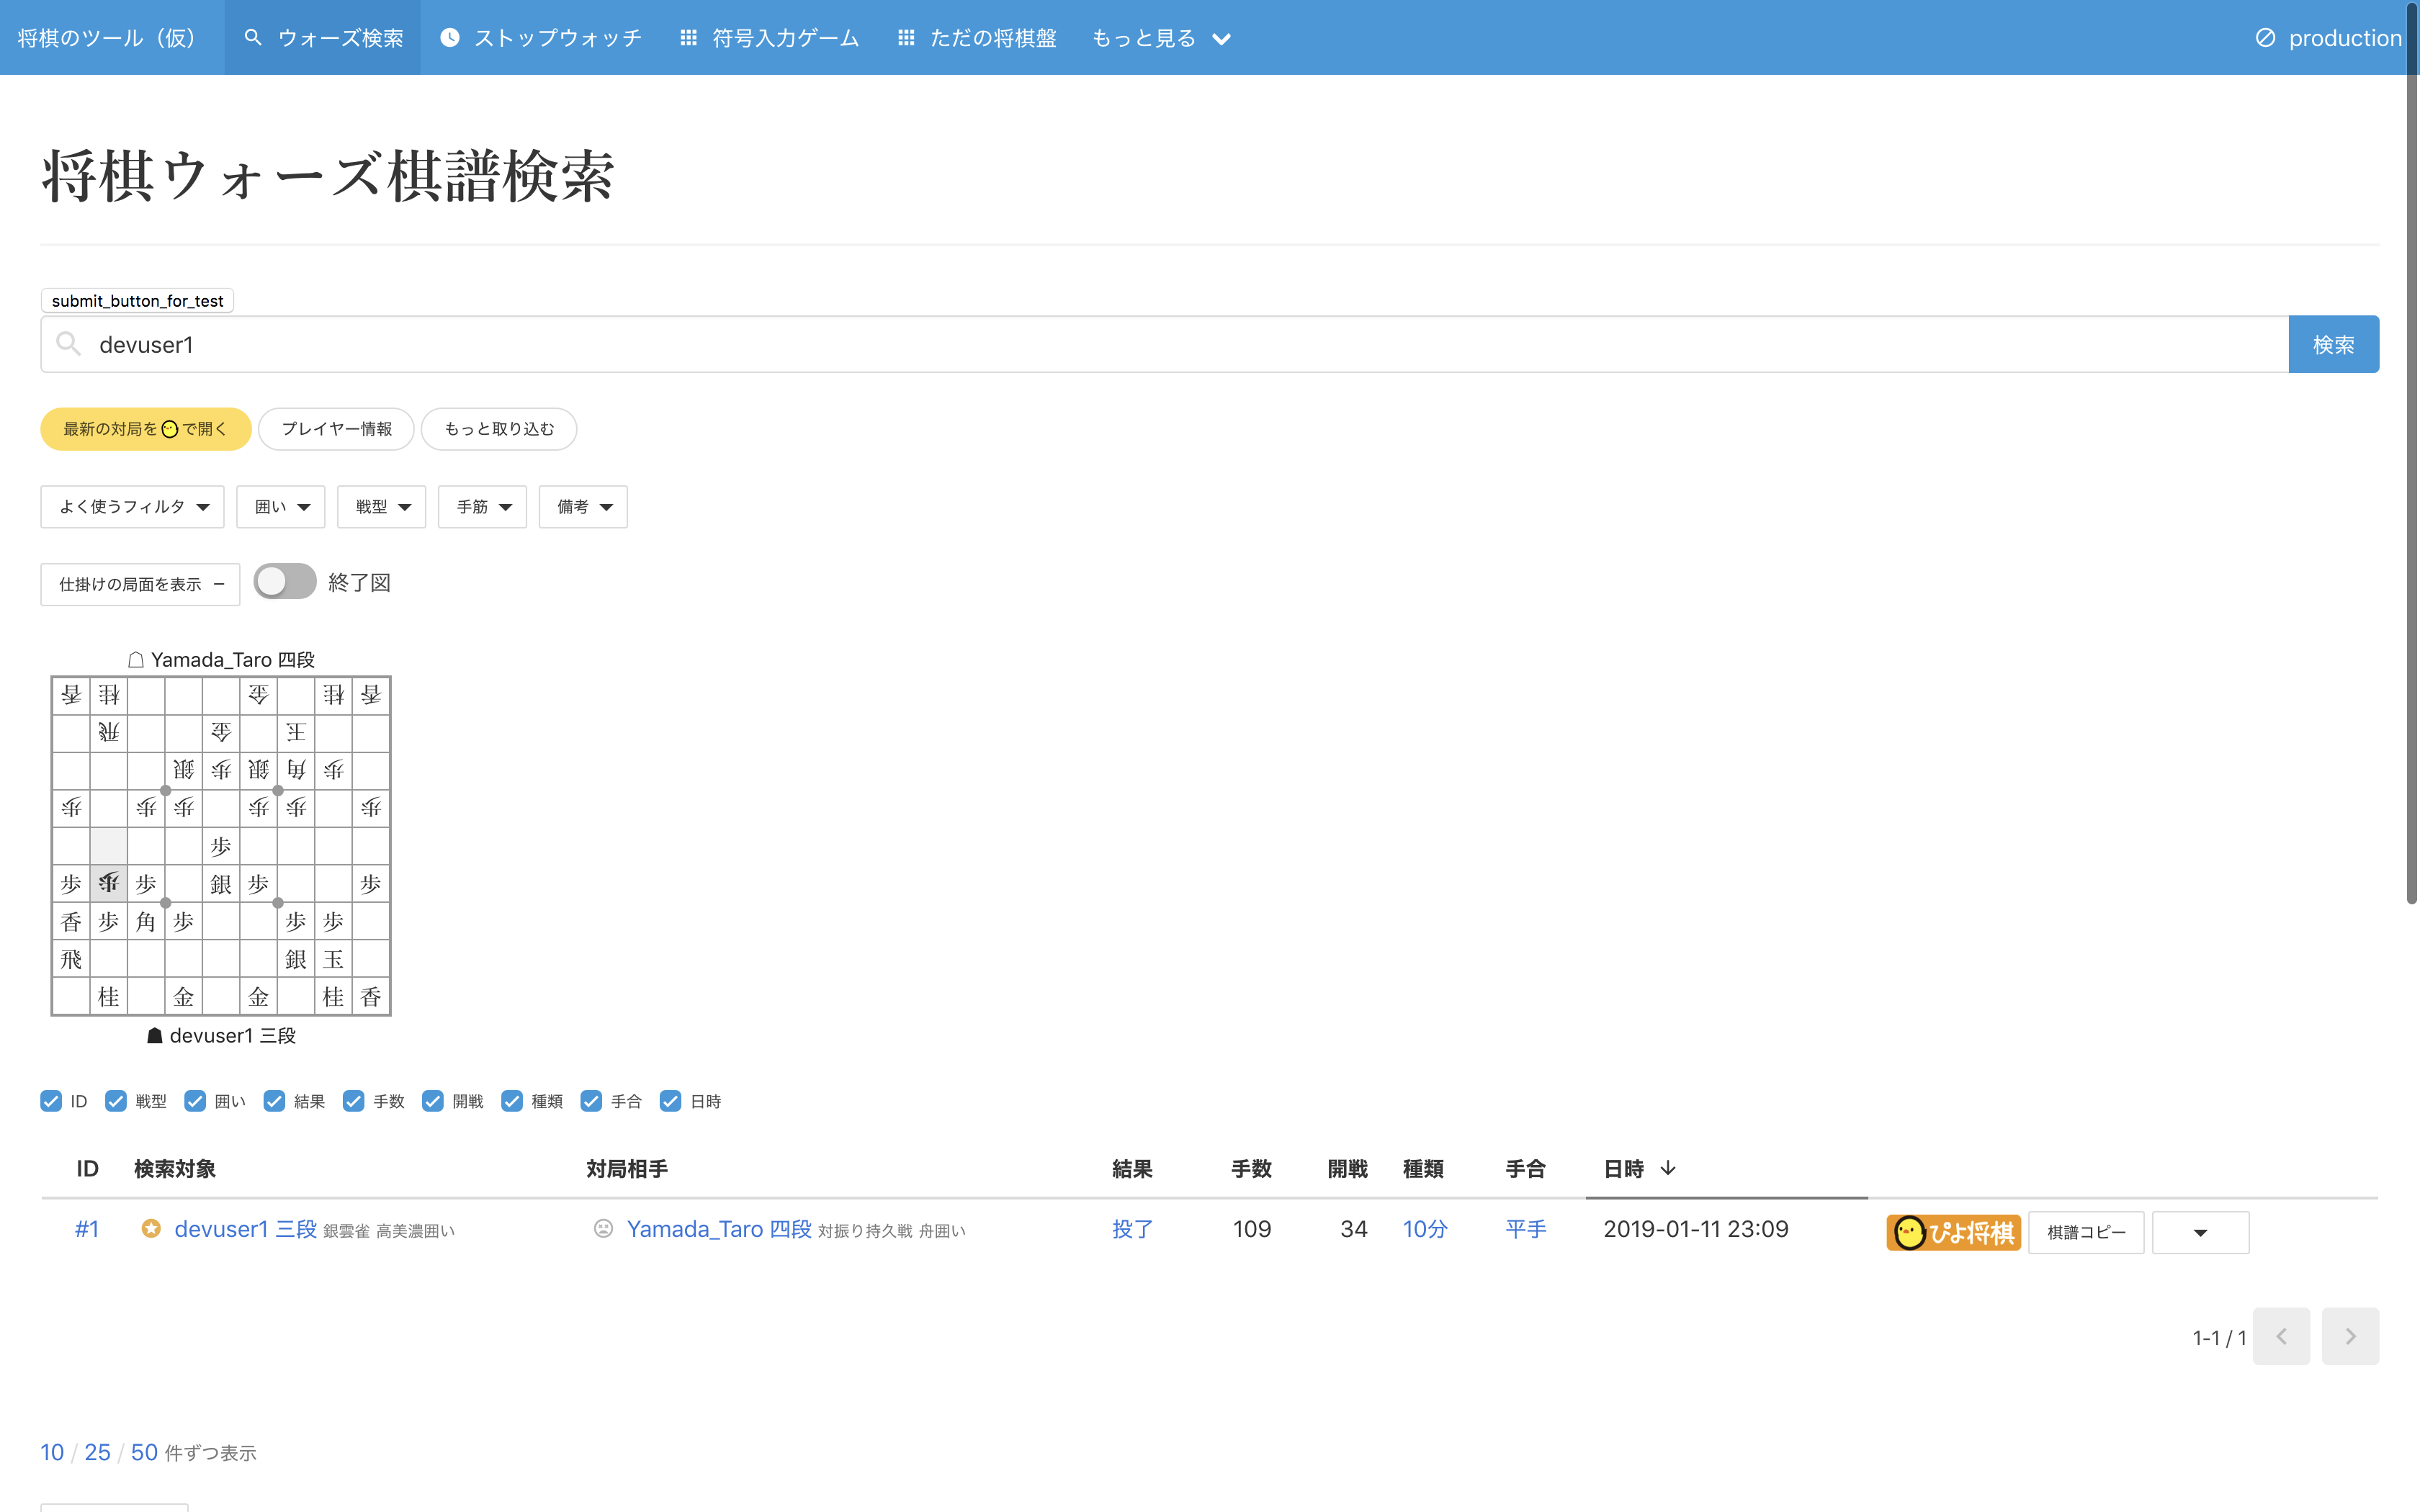 将棋のツール（仮） ウォーズ検索 ストップウォッチ 符号入力ゲーム ただの将棋盤 もっと見る production
将棋ウォーズ棋譜検索
submit_button_for_test
devuser1 検索
最新の対局を で開く プレイヤー情報 もっと取り込む
よく使うフィルタ 囲い 戦型 手筋 備考
仕掛けの局面を表示 − 終了図
☖ Yamada_Taro 四段
香 桂 金 桂 香
飛 金 玉
銀 歩 銀 角 歩
歩 歩 歩 歩 歩 歩
歩
歩 歩 歩 銀 歩 歩
香 歩 角 歩 歩 歩
飛 銀 玉
桂 金 金 桂 香
☗ devuser1 三段
ID 戦型 囲い 結果 手数 開戦 種類 手合 日時
ID 検索対象 対局相手 結果 手数 開戦 種類 手合 日時
#1 devuser1 三段 銀雲雀 高美濃囲い Yamada_Taro 四段 対振り持久戦 舟囲い 投了 109 34 10分 平手 2019-01-11 23:09 ぴよ将棋 棋譜コピー
1-1 / 1
10 / 25 / 50 件ずつ表示